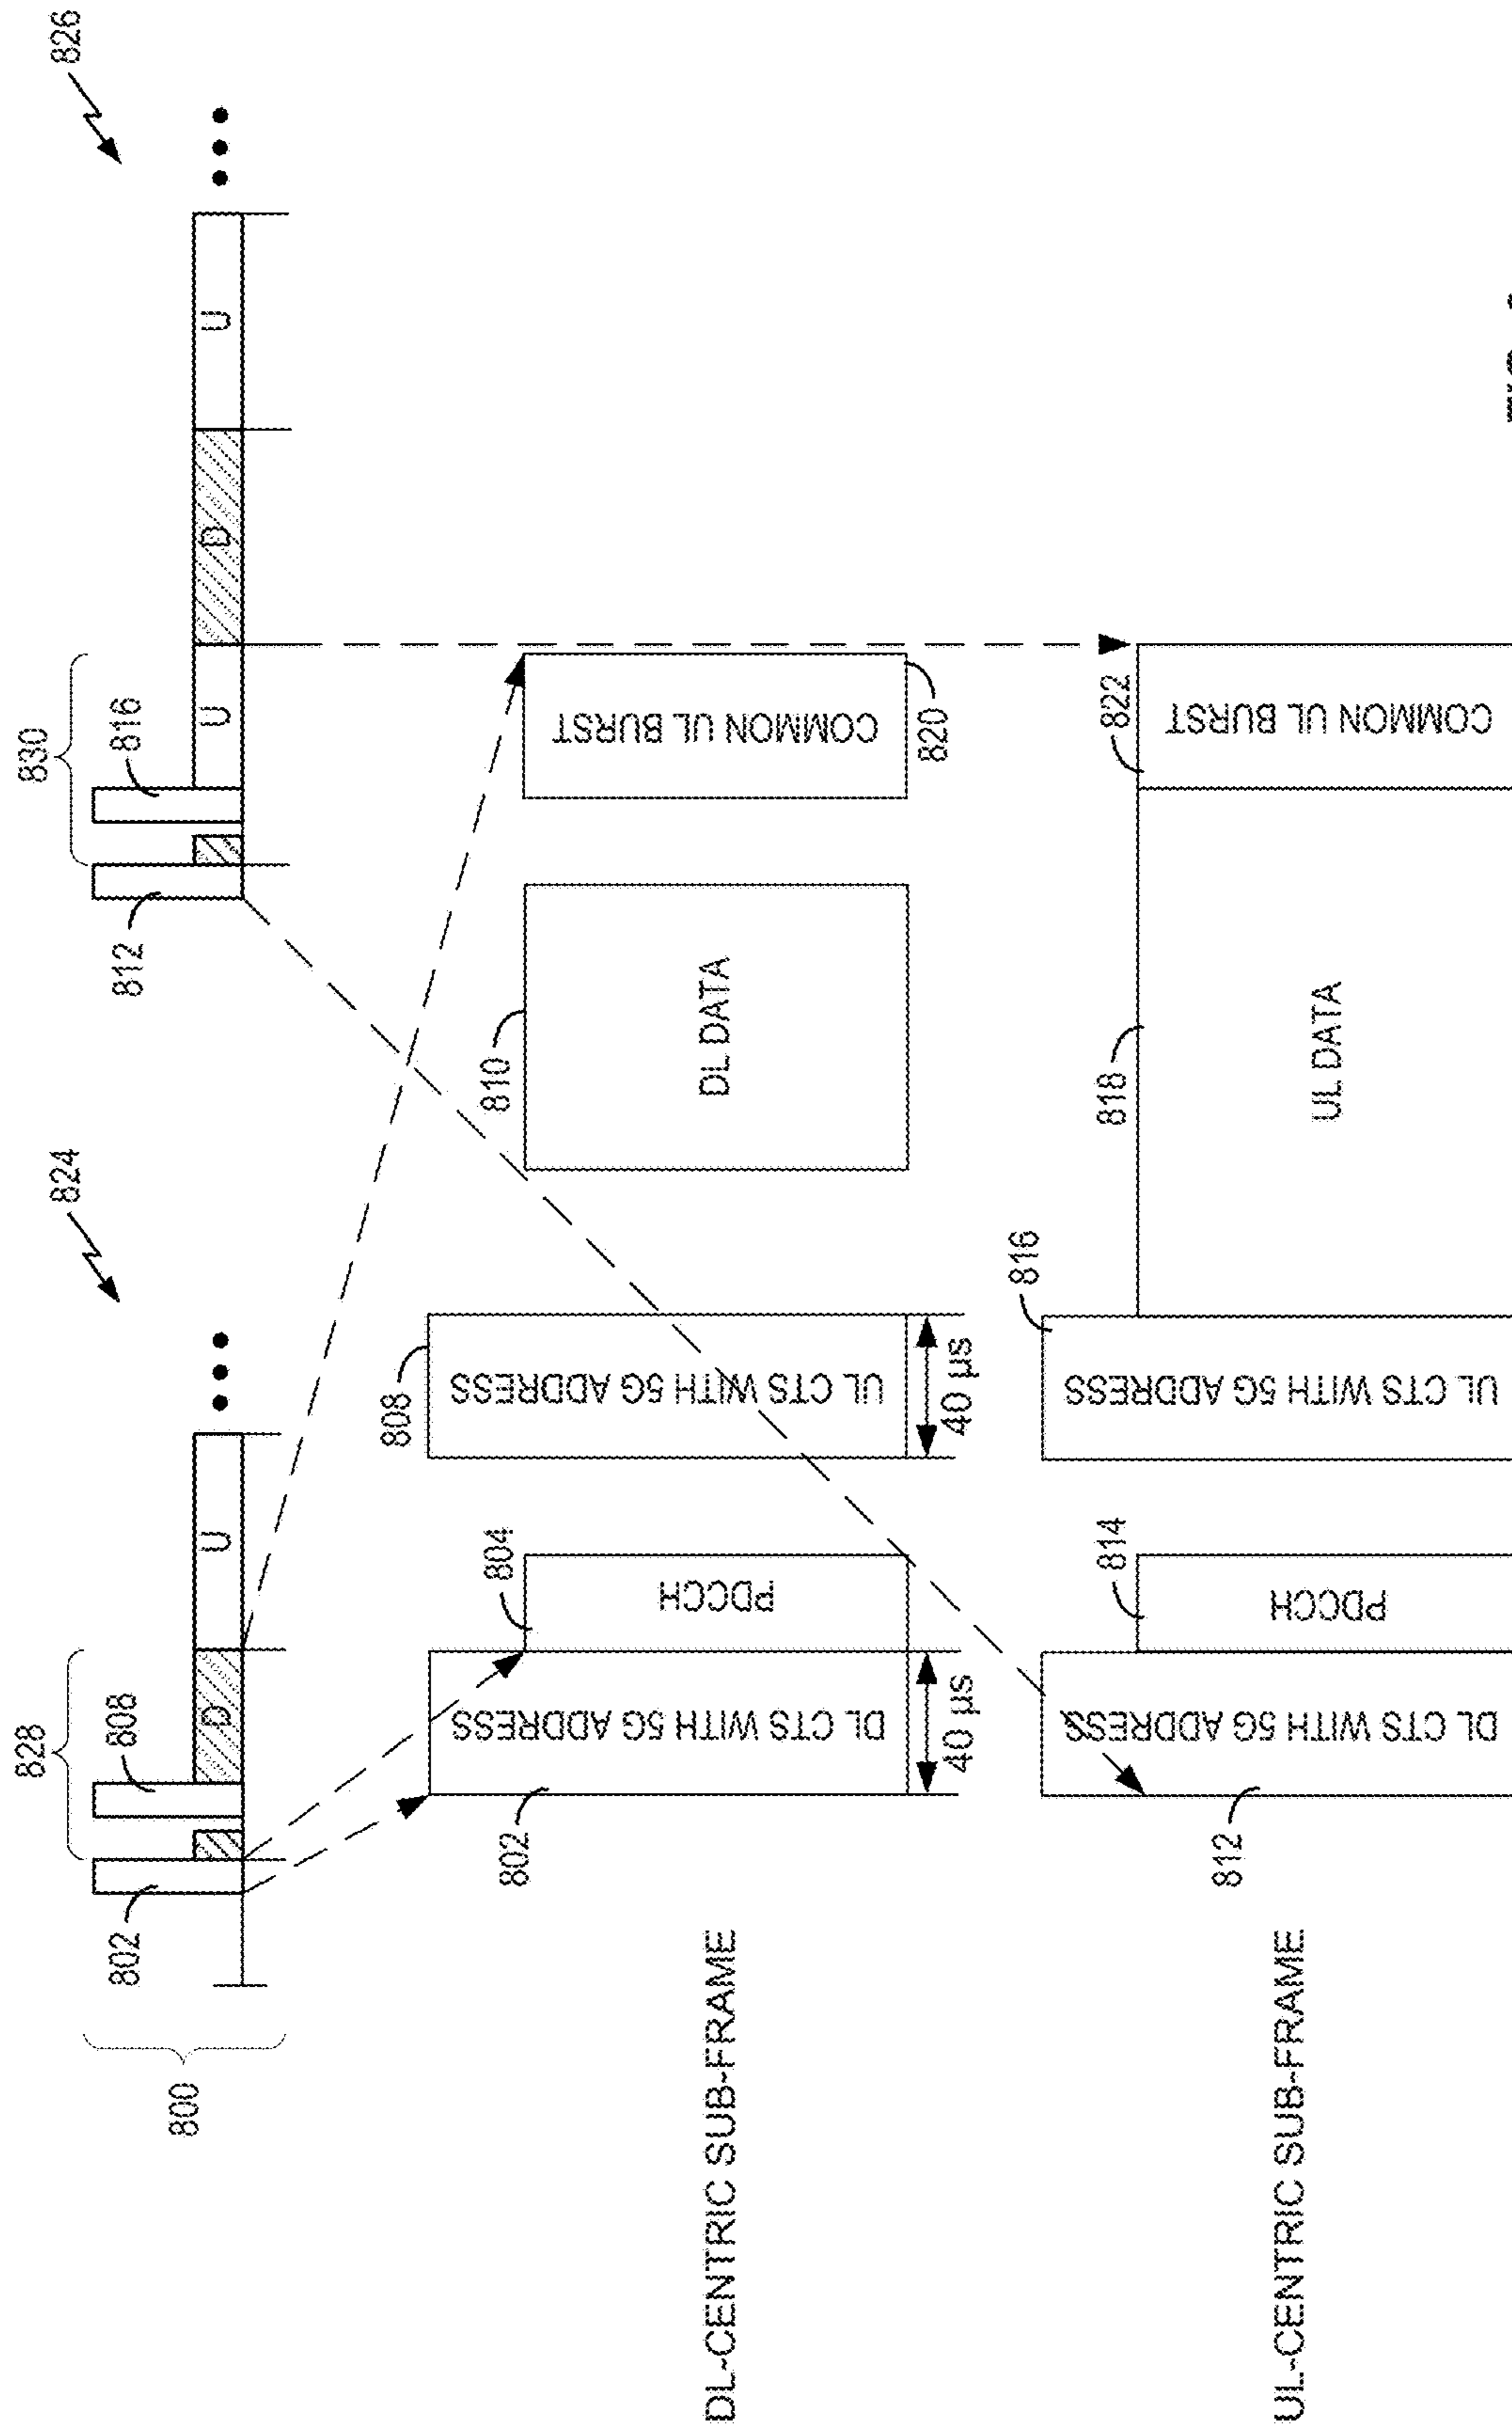 828
830
824
826
802
808
812
816
800
D
U
U
D
U
808
804
810
802
DL-CENTRIC SUB-FRAME
DL CTS WITH 5G ADDRESS
PDCCH
UL CTS WITH 5G ADDRESS
DL DATA
COMMON UL BURST
820
40 µs
40 µs
816
814
818
822
812
UL-CENTRIC SUB-FRAME
DL CTS WITH 5G ADDRESS
PDCCH
UL CTS WITH 5G ADDRESS
UL DATA
COMMON UL BURST